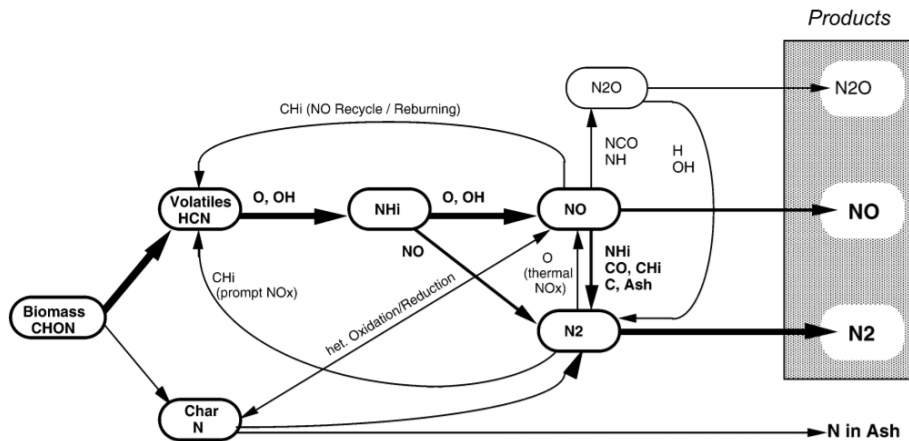 Products
N2O
N2O
CHi (NO Recycle / Reburning)
NCO
NH
H
OH
Volatiles
HCN
O, OH
NHi
O, OH
NO
NO
NO
NHi
CO, CHi
C, Ash
O
(thermal
NOx)
CHi
(prompt NOx)
Biomass
CHON
het. Oxidation/Reduction
N2
N2
Char
N
N in Ash